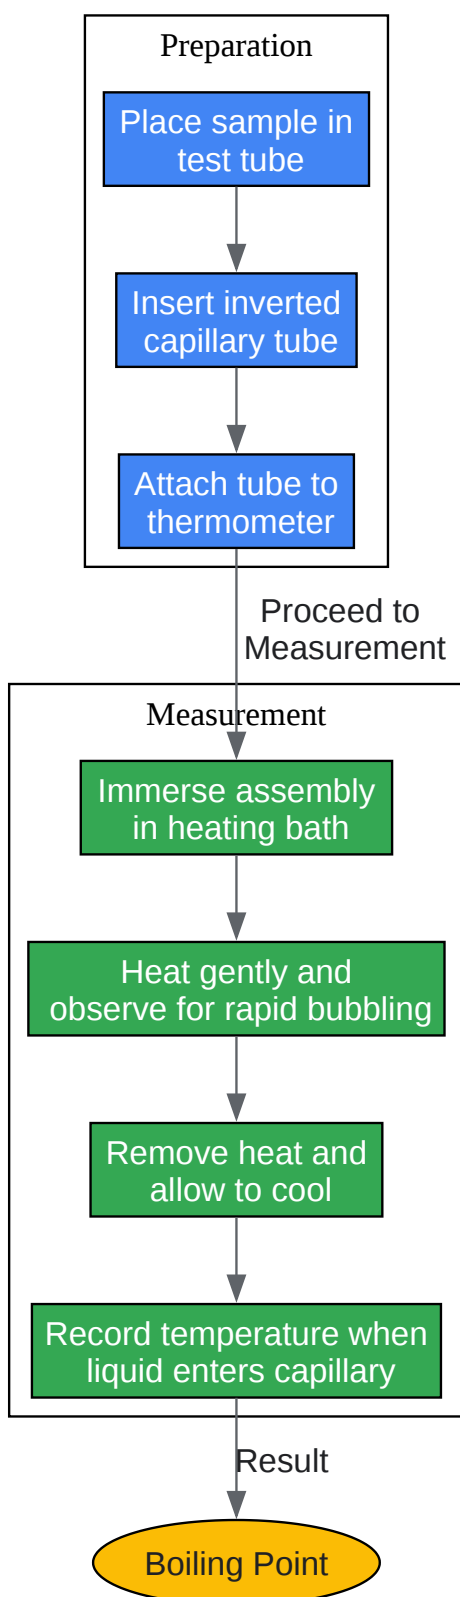 Preparation
Place sample in
test tube
Insert inverted
capillary tube
Attach tube to
thermometer
Proceed to
Measurement
Measurement
Immerse assembly
in heating bath
Heat gently and
observe for rapid bubbling
Remove heat and
allow to cool
Record temperature when
liquid enters capillary
Result
Boiling Point